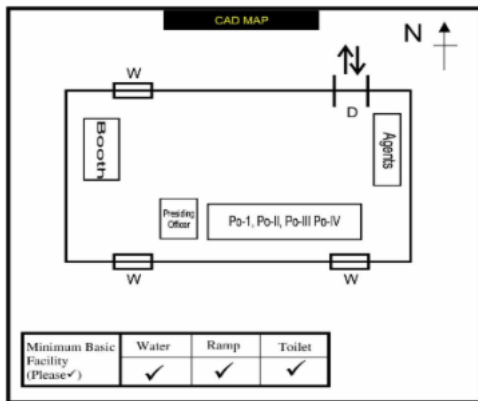 CAD MAP
N
W
D
Booth
Agents
Presiding
Officer
Po-1, Po-II, Po-III Po-IV
W
W
Minimum Basic
Facility
(Please✓)
Water
Ramp
Toilet
✓
✓
✓